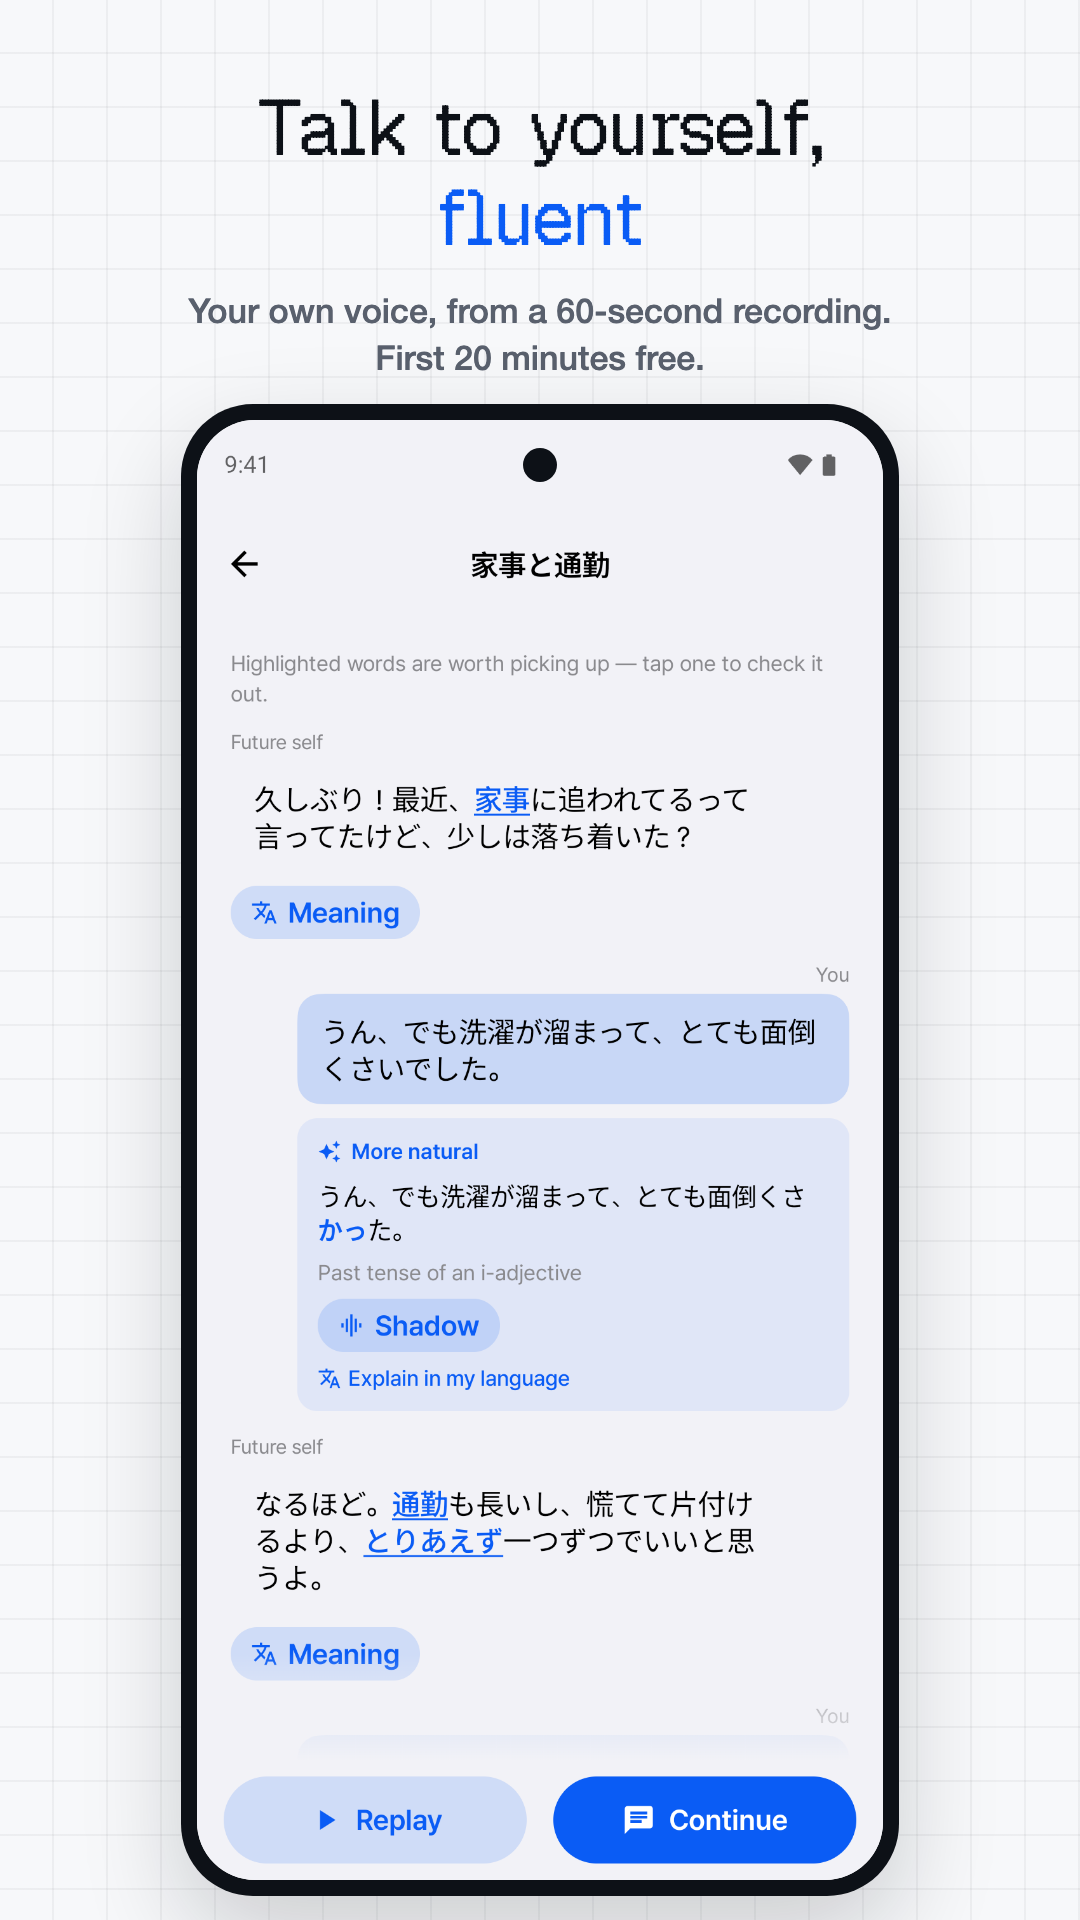 Talk to yourself,
fluent
Your own voice, from a 60-second recording.
First 20 minutes free.
9:41
家事と通勤
Highlighted words are worth picking up — tap one to check it
out.
Future self
久しぶり！最近、家事に追われてるって
言ってたけど、少しは落ち着いた？
Meaning
You
うん、でも洗濯が溜まって、とても面倒
くさいでした。
More natural
うん、でも洗濯が溜まって、とても面倒くさ
かった。
Past tense of an i-adjective
Shadow
Explain in my language
Future self
なるほど。通勤も長いし、慌てて片付け
るより、とりあえず一つずつでいいと思
うよ。
Meaning
You
Replay
Continue